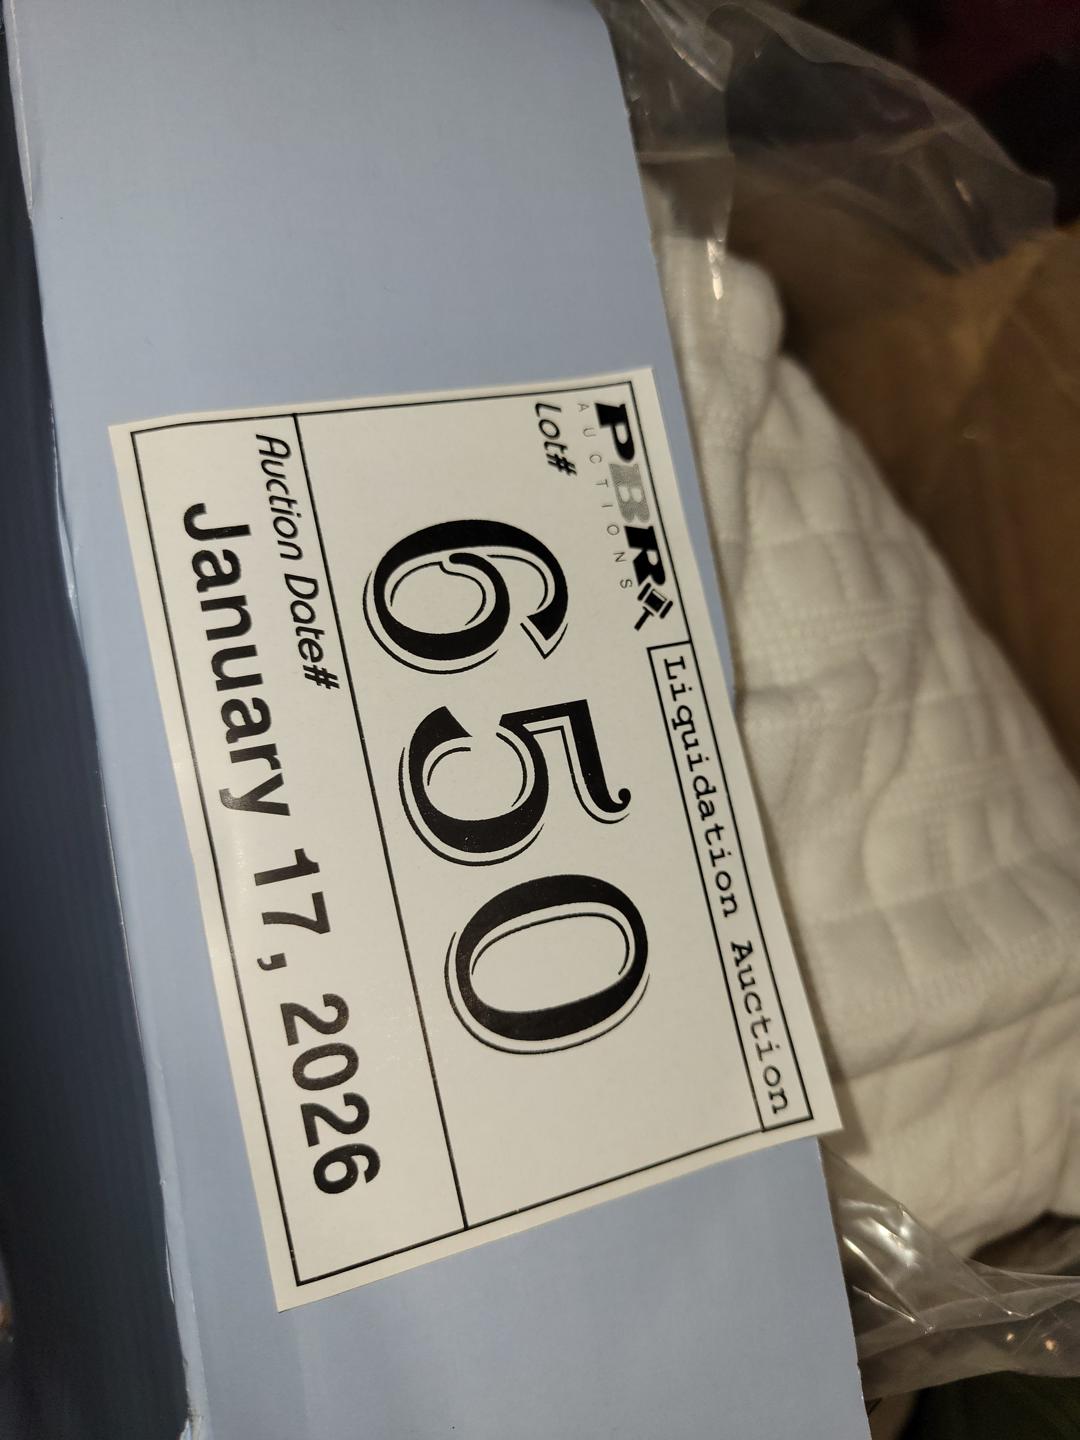 PBR
AUCTIONS
Liquidation Auction
Lot#
650
Auction Date#
January 17, 2026